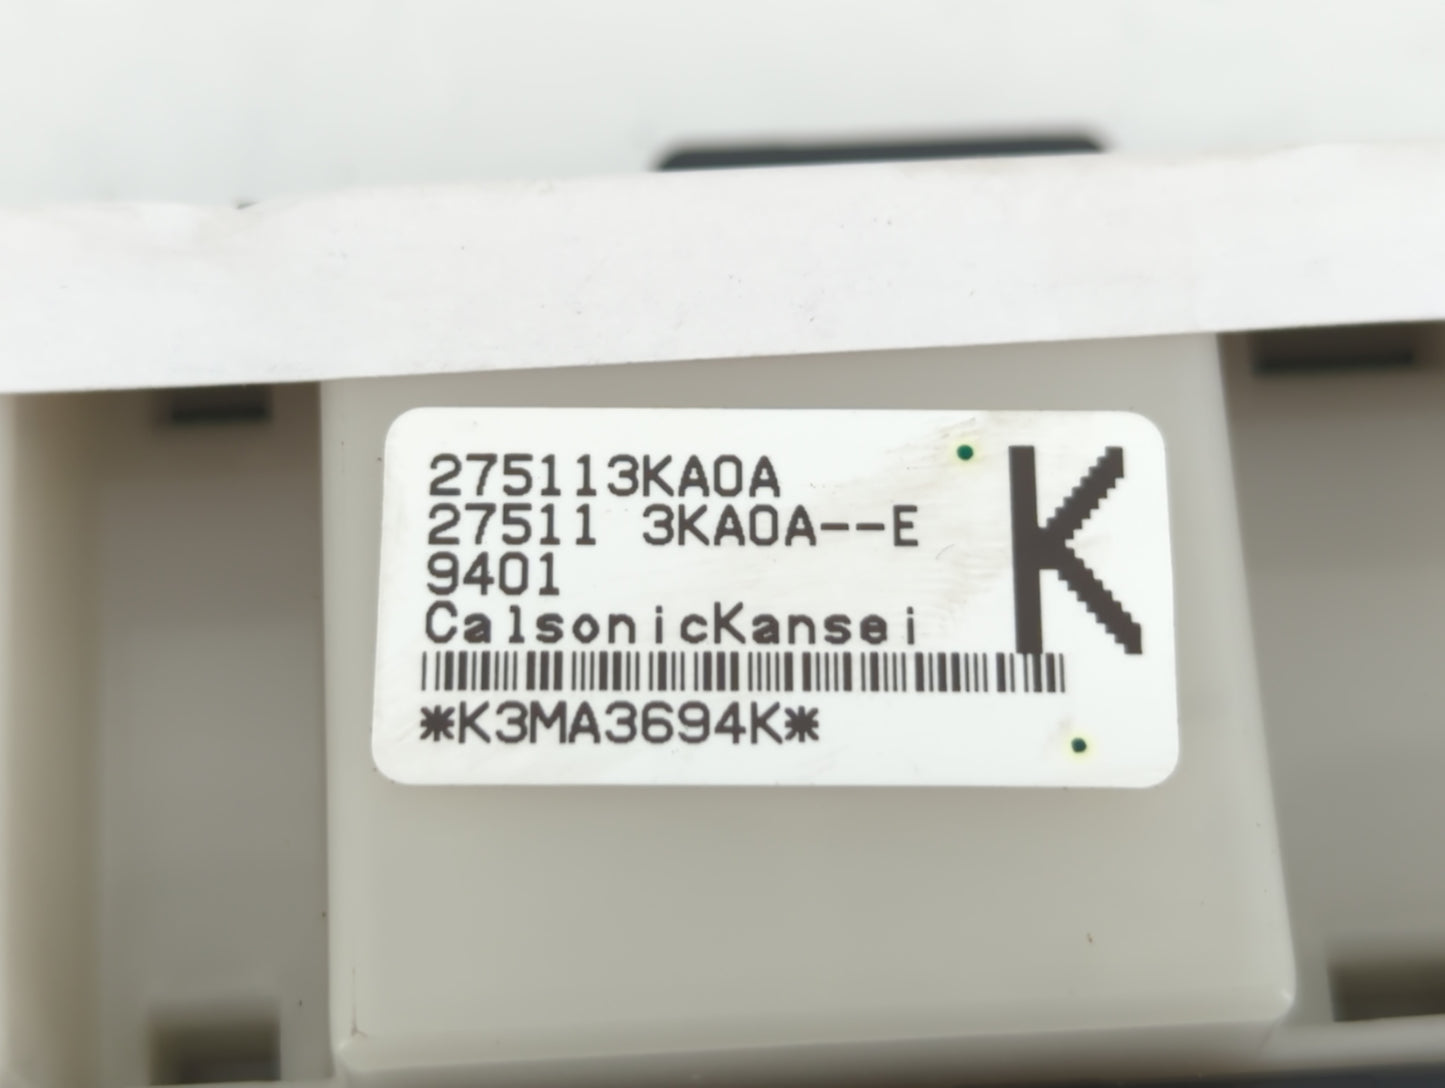 275113KA0A
27511 3KA0A--E
9401
CalsonicKansei
K
*K3MA3694K*